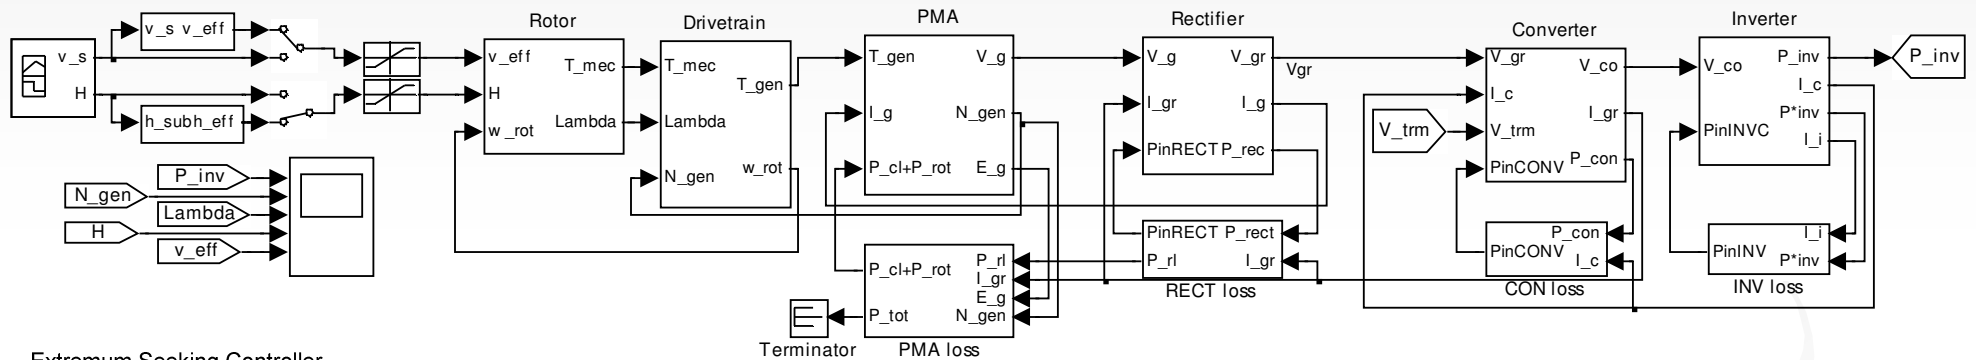 Rotor
Drivetrain
PMA
Rectifier
Converter
Inverter
v_s
H
v_s v_eff
h_subh_eff
v_eff
H
w_rot
T_mec
Lambda
T_mec
Lambda
N_gen
T_gen
w_rot
T_gen
I_g
P_cl+P_rot
V_g
N_gen
E_g
V_g
I_gr
PinRECT P_rec
V_gr
I_g
Vgr
V_trm
V_gr
I_c
V_trm
PinCONV
V_co
I_gr
P_con
V_co
PinINVC
P_inv
I_c
P*inv
I_i
P_inv
P_inv
N_gen
Lambda
H
v_eff
P_cl+P_rot
P_tot
P_rl
I_gr
E_g
N_gen
PMA loss
Terminator
PinRECT P_rect
P_rl
I_gr
RECT loss
P_con
PinCONV
I_c
CON loss
I_i
PinINV
P*inv
INV loss
Extremum Seeking Controller